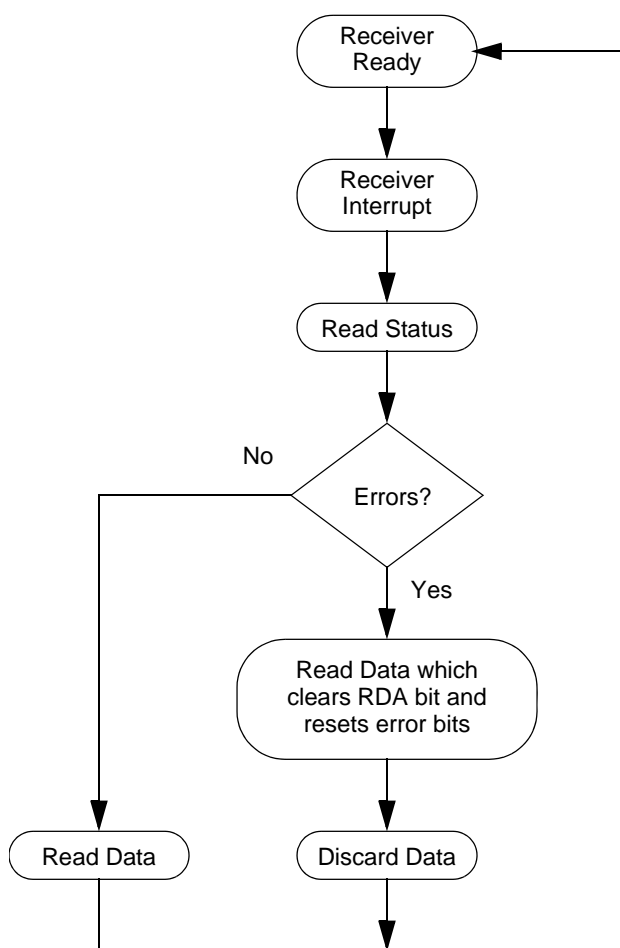 Receiver
Ready
Receiver
Interrupt
Read Status
No
Errors?
Yes
Read Data which
clears RDA bit and
resets error bits
Read Data
Discard Data